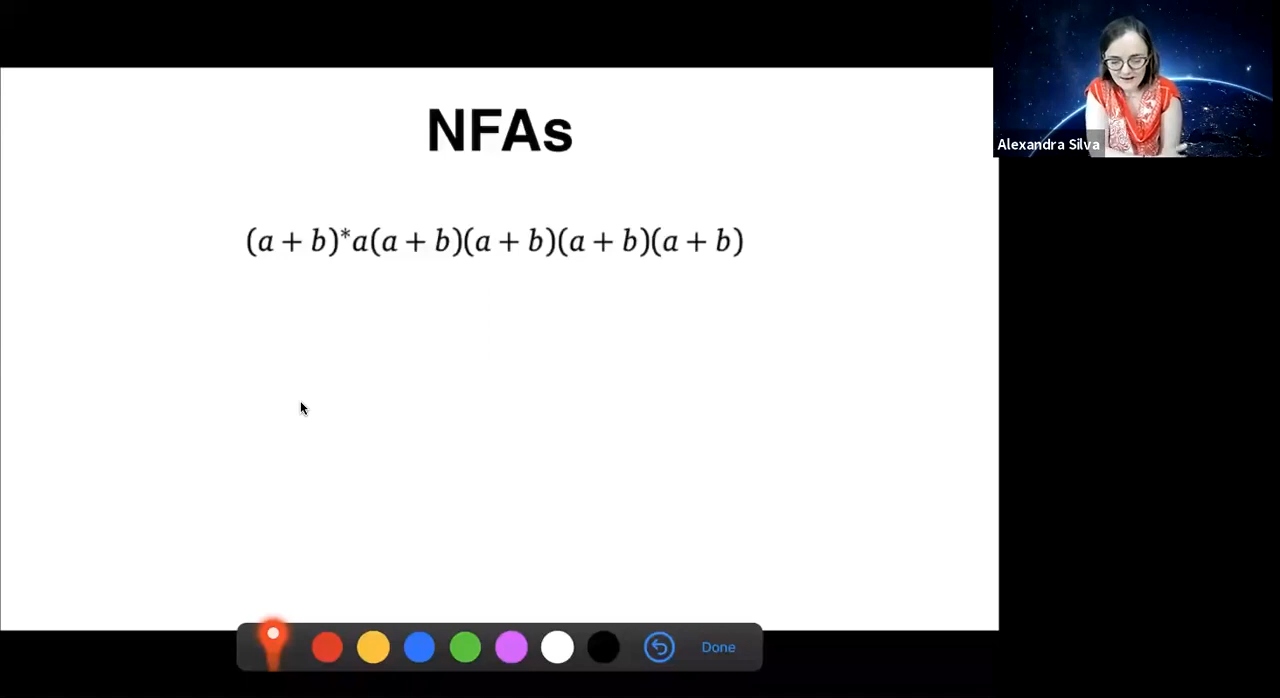 NFAs
Alexandra Silva
(a + b)*a(a + b)(a + b)(a + b)(a + b)
Done